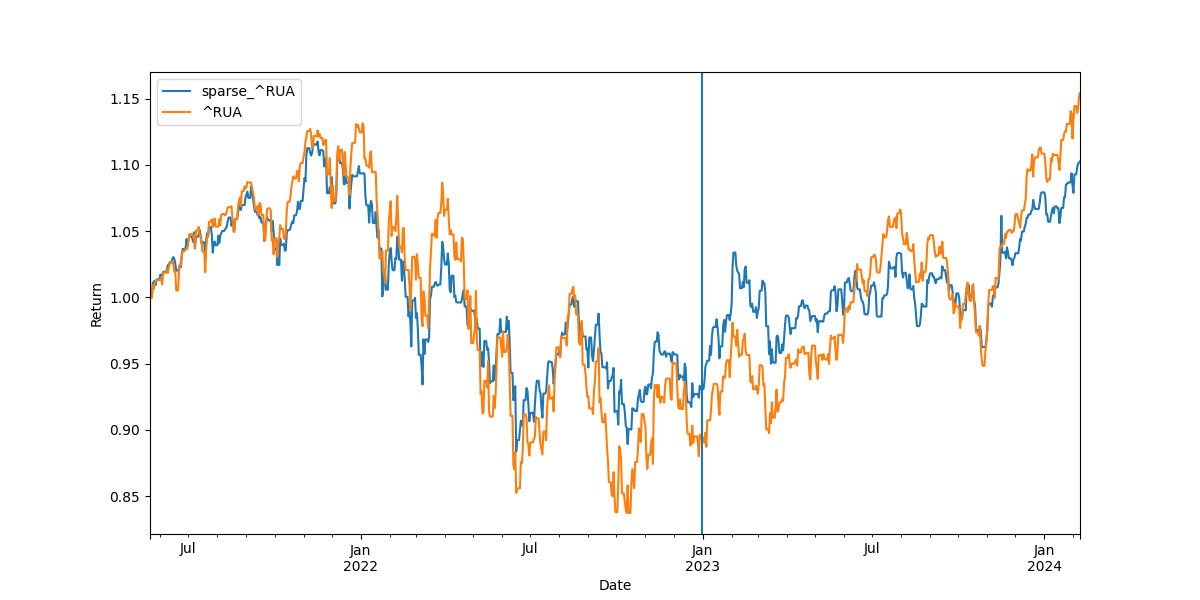 sparse_^RUA
^RUA
Return
1.15
1.10
1.05
1.00
0.95
0.90
0.85
Jul
Jan
2022
Jul
Jan
2023
Jul
Jan
2024
Date